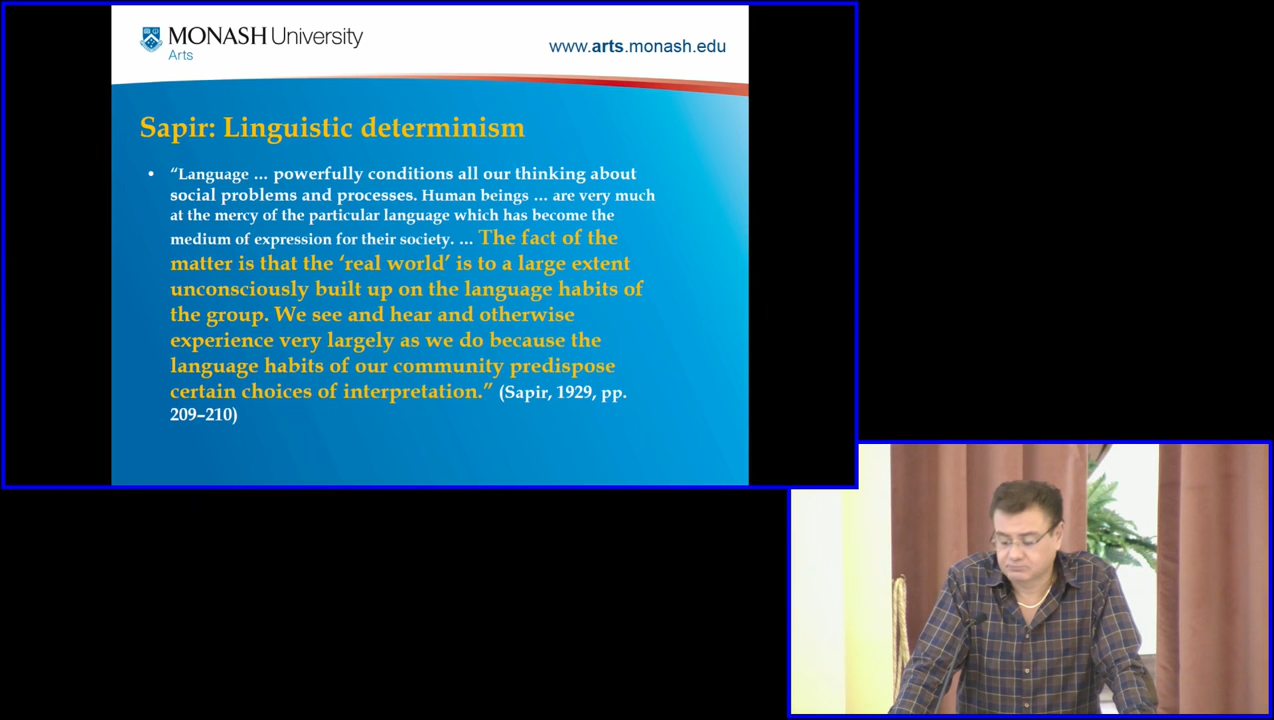 MONASH University
Arts
www.arts.monash.edu
Sapir: Linguistic determinism
• “Language ... powerfully conditions all our thinking about
social problems and processes. Human beings ... are very much
at the mercy of the particular language which has become the
medium of expression for their society. ... The fact of the
matter is that the ‘real world’ is to a large extent
unconsciously built up on the language habits of
the group. We see and hear and otherwise
experience very largely as we do because the
language habits of our community predispose
certain choices of interpretation.” (Sapir, 1929, pp.
209–210)